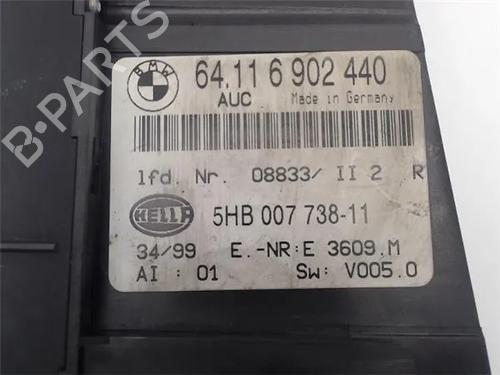 BMW
64.11 6 902 440
AUC Made in Germany
lfd. Nr. 08833/ II 2 R
HELLA 5HB 007 738-11
34/99 E.-NR:E 3609.M
AI : 01 Sw: V005.0
B-PARTS